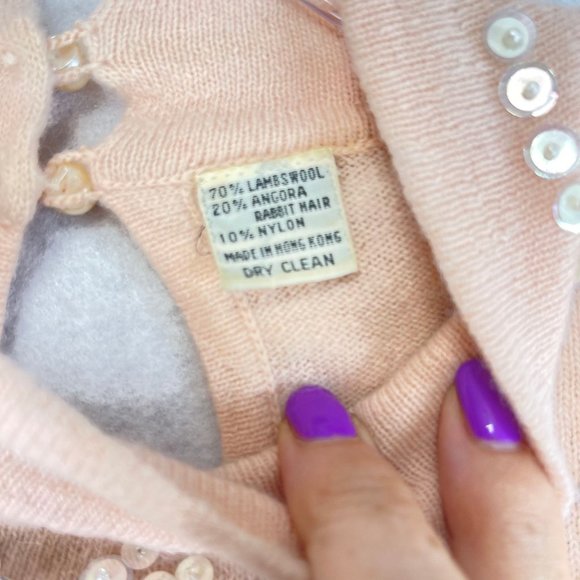 70% LAMBSWOOL
20% ANGORA
RABBIT HAIR
10% NYLON
MADE IN HONG KONG
DRY CLEAN